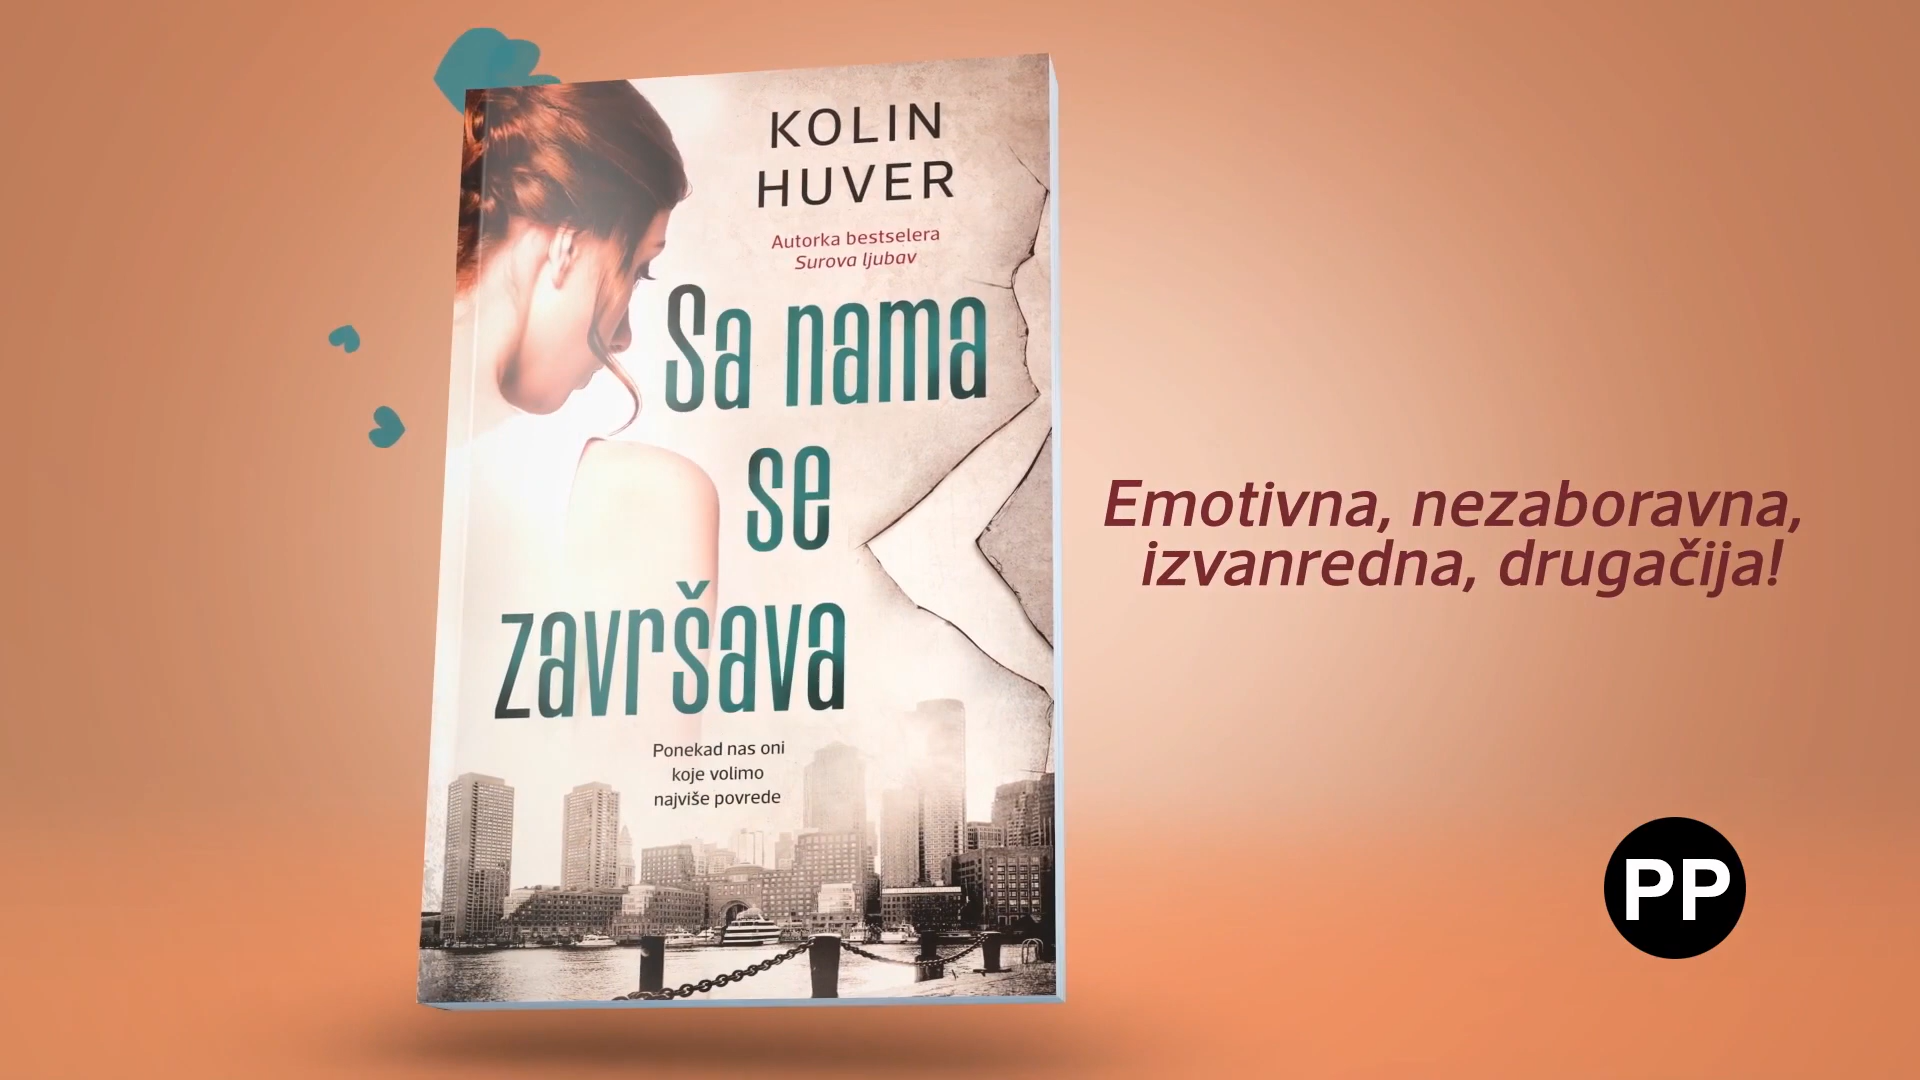 KOLIN
HUVER
Autorka bestselera
Surova ljubav
Sa nama
se
završava
Ponekad nas oni
koje volimo
najviše povrede
Emotivna, nezaboravna,
izvanredna, drugačija!
PP